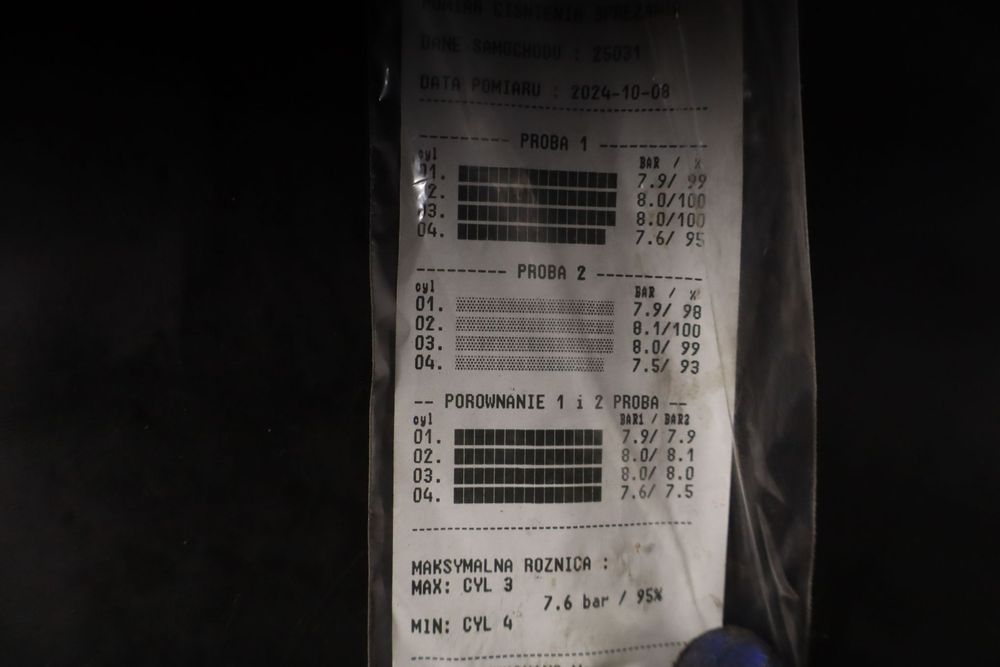 POMIAR CISNIENIA SPREZANIA
DANE SAMOCHODU : 25031
DATA POMIARU : 2024-10-08
---------- PROBA 1 ------------
cyl BAR / %
01. 7.9/ 99
02. 8.0/100
03. 8.0/100
04. 7.6/ 95
---------- PROBA 2 ------------
cyl BAR / %
01. 7.9/ 98
02. 8.1/100
03. 8.0/ 99
04. 7.5/ 93
-- POROWNANIE 1 i 2 PROBA --
cyl BAR1 / BAR2
01. 7.9/ 7.9
02. 8.0/ 8.1
03. 8.0/ 8.0
04. 7.6/ 7.5
MAKSYMALNA ROZNICA :
MAX: CYL 3
7.6 bar / 95%
MIN: CYL 4